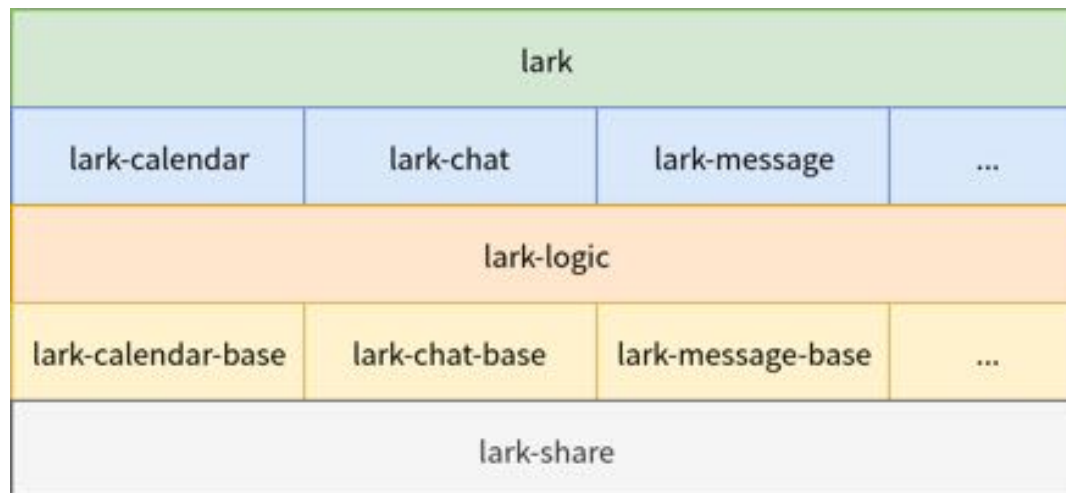 lark
lark-calendar lark-chat lark-message ...
lark-logic
lark-calendar-base lark-chat-base lark-message-base ...
lark-share